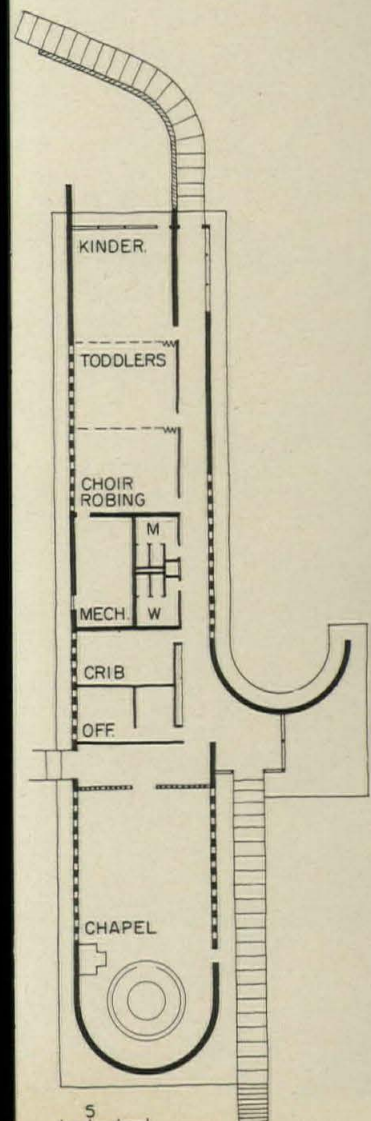 KINDER.
TODDLERS
CHOIR
ROBING
M
MECH.
W
CRIB
OFF.
CHAPEL
5